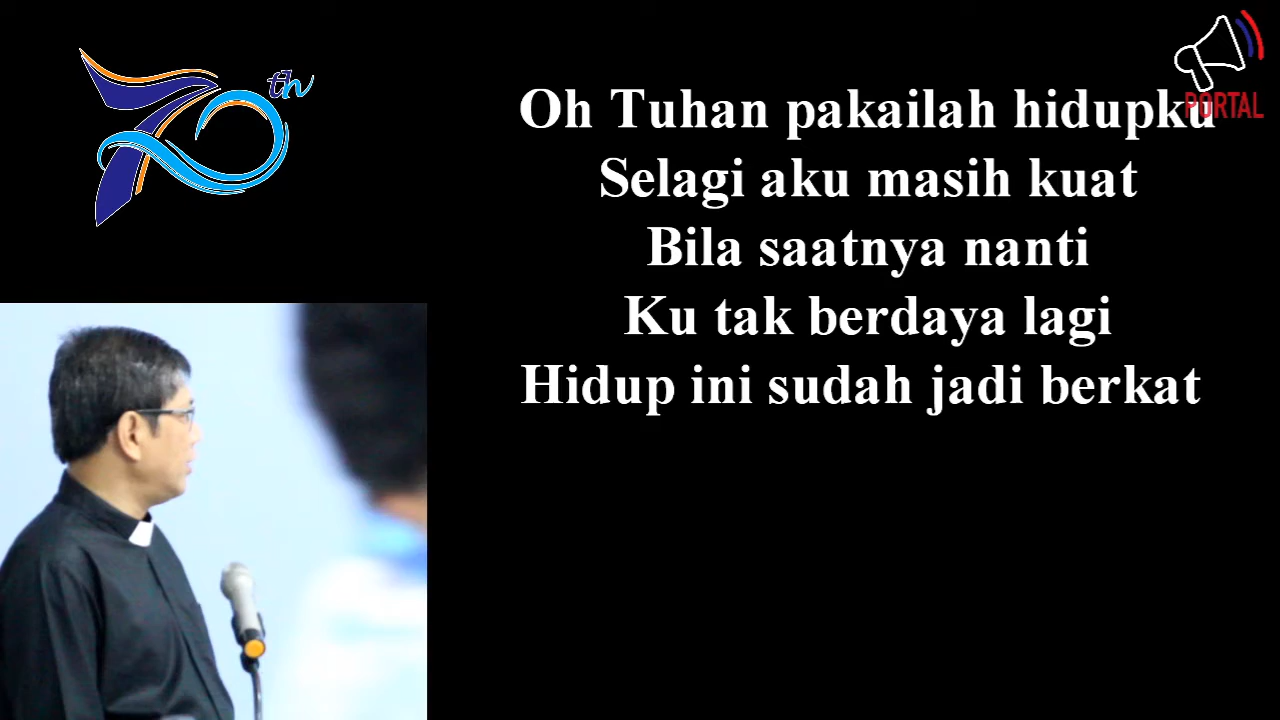 70th
PORTAL
Oh Tuhan pakailah hidupku
Selagi aku masih kuat
Bila saatnya nanti
Ku tak berdaya lagi
Hidup ini sudah jadi berkat